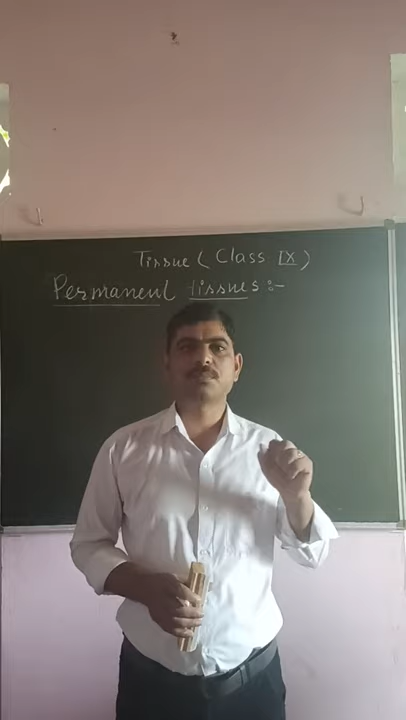 Tissue ( Class IX )
Permanent tissues :-